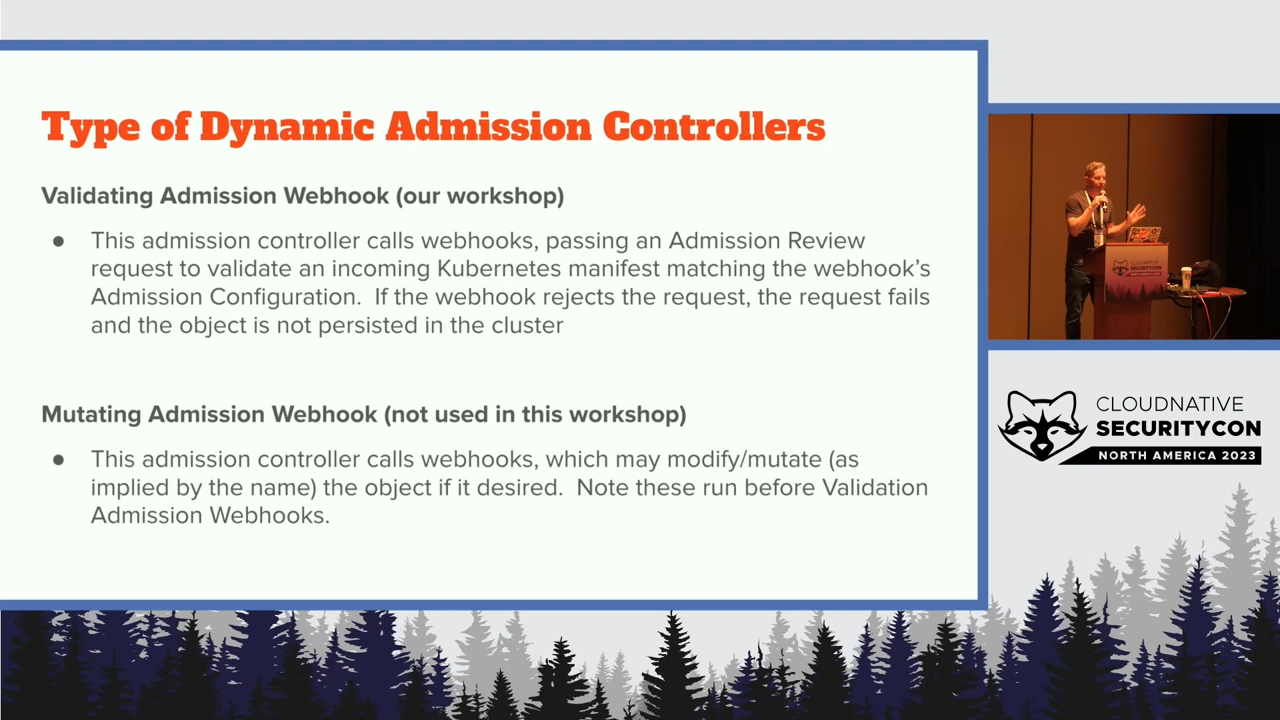 Type of Dynamic Admission Controllers
Validating Admission Webhook (our workshop)
● This admission controller calls webhooks, passing an Admission Review
request to validate an incoming Kubernetes manifest matching the webhook’s
Admission Configuration.  If the webhook rejects the request, the request fails
and the object is not persisted in the cluster
Mutating Admission Webhook (not used in this workshop)
● This admission controller calls webhooks, which may modify/mutate (as
implied by the name) the object if it desired.  Note these run before Validation
Admission Webhooks.
CLOUDNATIVE
SECURITYCON
NORTH AMERICA 2023